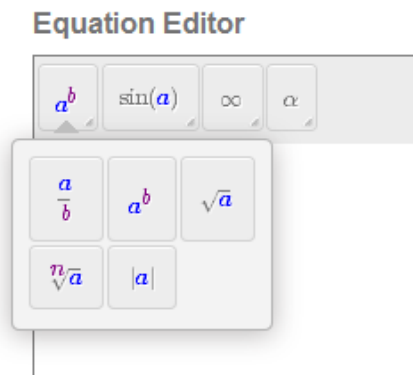 Equation Editor
a^b sin(a) ∞ α
a/b a^b √a
ⁿ√a |a|